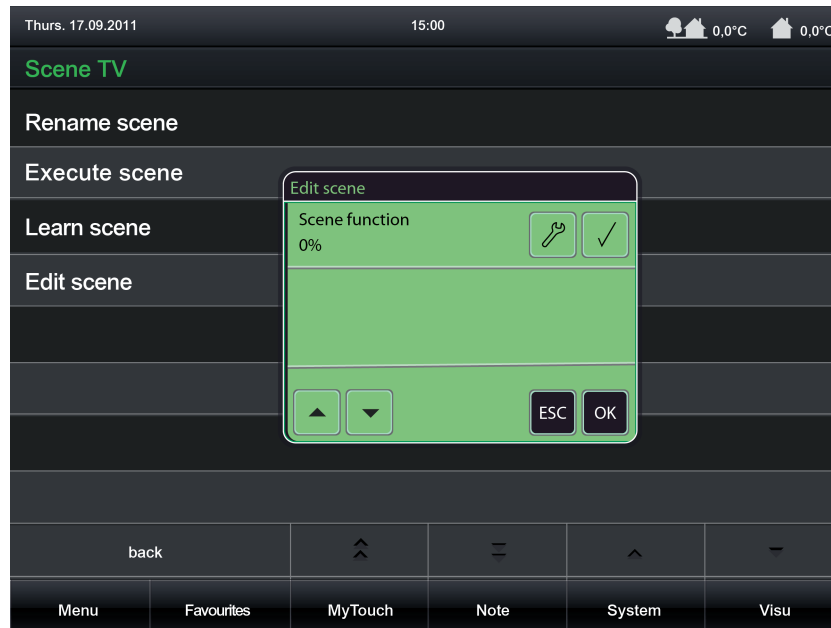 Thurs. 17.09.2011 15:00 0,0°C 0,0°C
Scene TV
Rename scene
Execute scene
Learn scene
Edit scene
Edit scene
Scene function
0%
ESC OK
back
Menu Favourites MyTouch Note System Visu